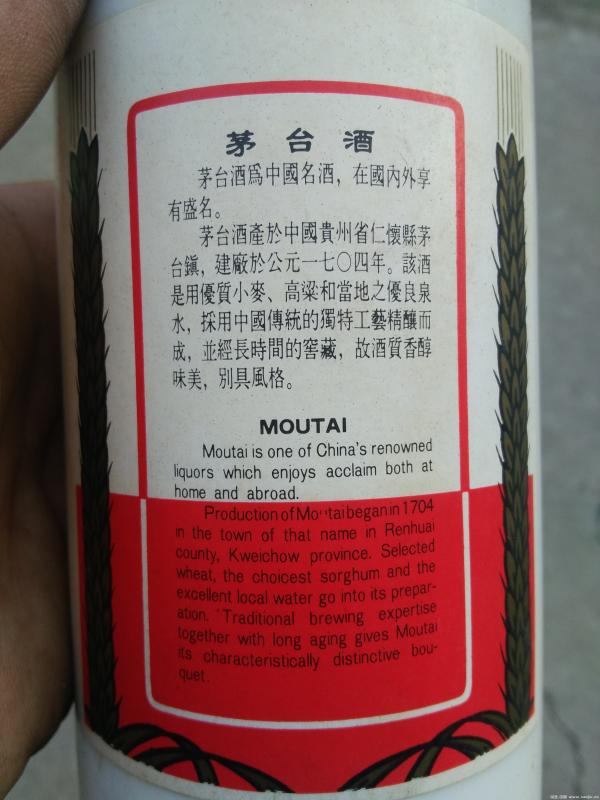 茅台酒
茅台酒爲中國名酒，在國內外享
有盛名。
茅台酒產於中國貴州省仁懷縣茅
台鎭，建廠於公元一七〇四年。該酒
是用優質小麥、高粱和當地之優良泉
水，採用中國傳統的獨特工藝精釀而
成，並經長時間的窖藏，故酒質香醇
味美，別具風格。
MOUTAI
Moutai is one of China's renowned
liquors which enjoys acclaim both at
home and abroad.
Production of Moutai began in 1704
in the town of that name in Renhuai
county, Kweichow province. Selected
wheat, the choicest sorghum and the
excellent local water go into its prepar-
ation. Traditional brewing expertise
together with long aging gives Moutai
its characteristically distinctive bou-
quet.